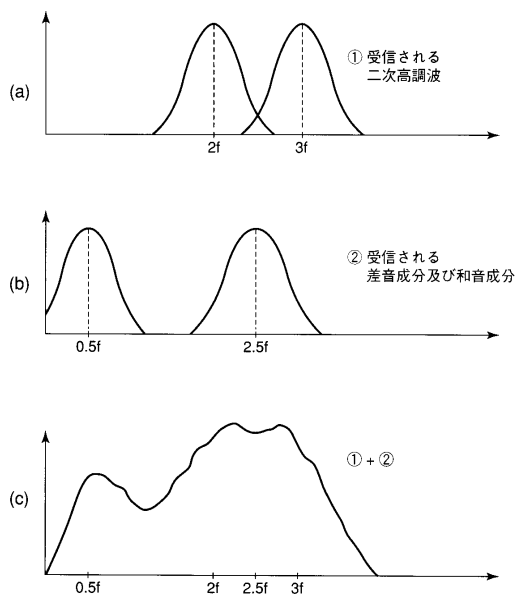 (a)
① 受信される
二次高調波
2f 3f
(b)
② 受信される
差音成分及び和音成分
0.5f 2.5f
(c)
① + ②
0.5f 2f 2.5f 3f